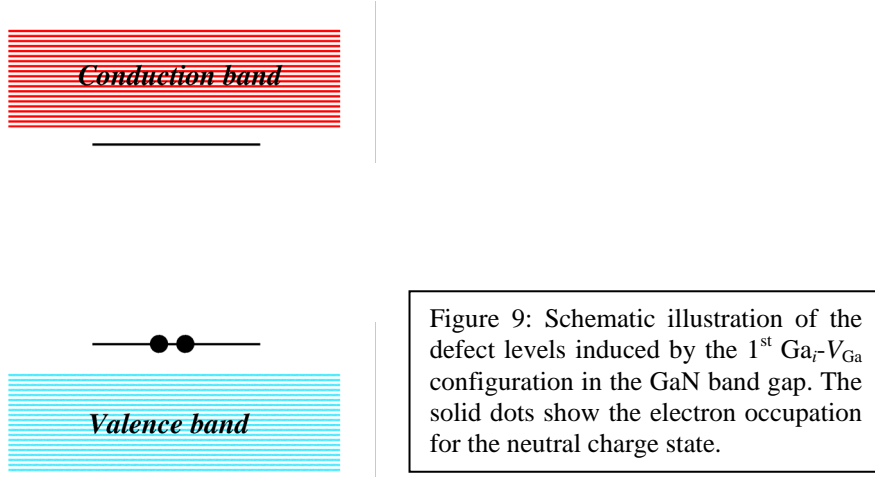 Conduction band
Valence band
Figure 9: Schematic illustration of the
defect levels induced by the 1st Gai-VGa
configuration in the GaN band gap. The
solid dots show the electron occupation
for the neutral charge state.